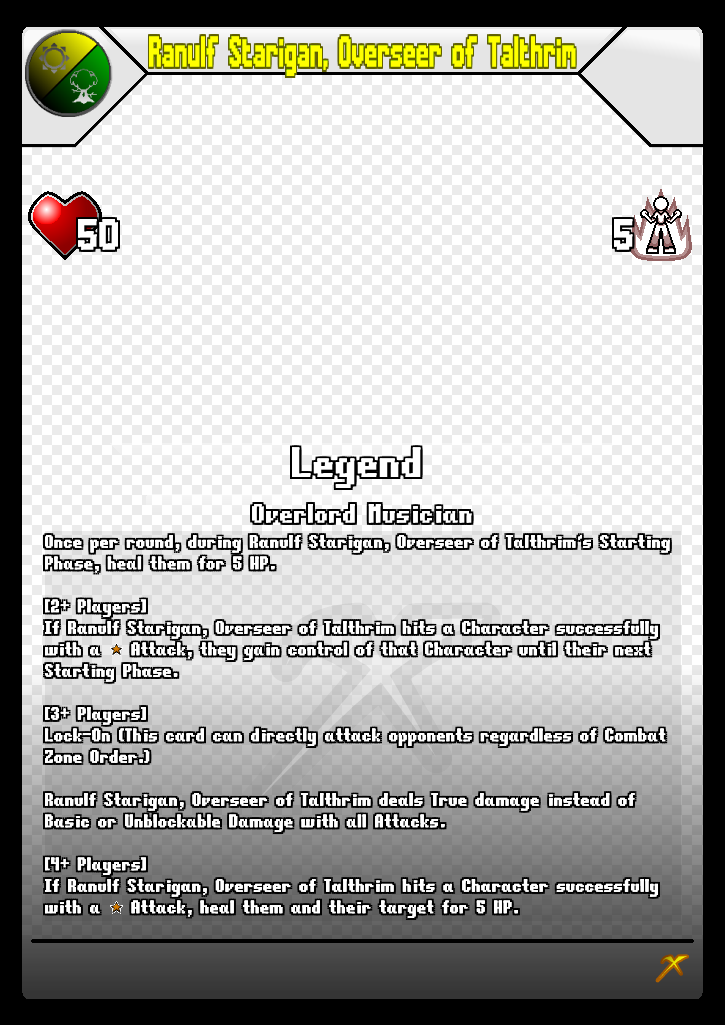 Ranulf Starigan, Overseer of Talthrim
50
5
Legend
Overlord Musician
Once per round, during Ranulf Starigan, Overseer of Talthrim's Starting
Phase, heal them for 5 HP.
[2+ Players]
If Ranulf Starigan, Overseer of Talthrim hits a Character successfully
with a ★ Attack, they gain control of that Character until their next
Starting Phase.
[3+ Players]
Lock-On (This card can directly attack opponents regardless of Combat
Zone Order.)
Ranulf Starigan, Overseer of Talthrim deals True damage instead of
Basic or Unblockable Damage with all Attacks.
[4+ Players]
If Ranulf Starigan, Overseer of Talthrim hits a Character successfully
with a ★ Attack, heal them and their target for 5 HP.